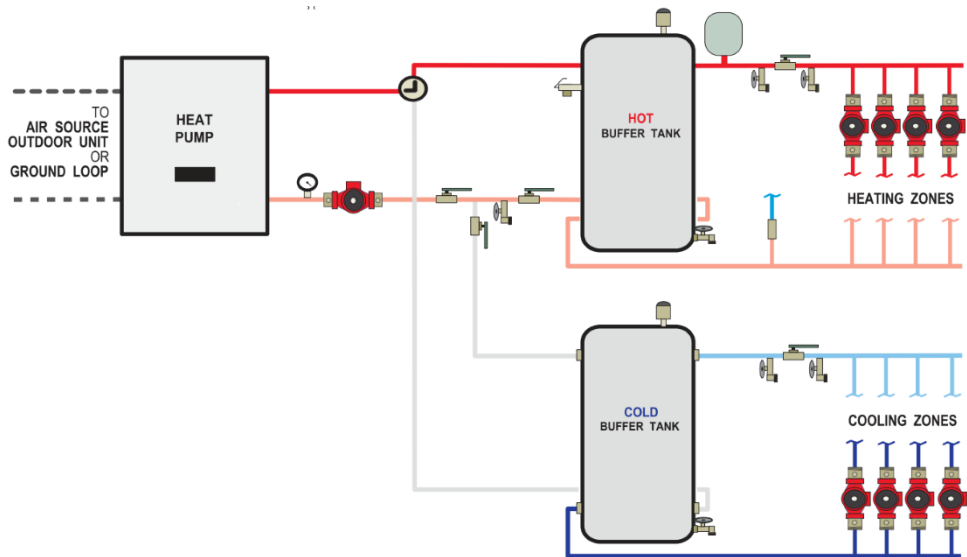 TO
AIR SOURCE
OUTDOOR UNIT
OR
GROUND LOOP
HEAT
PUMP
HOT
BUFFER TANK
HEATING ZONES
COLD
BUFFER TANK
COOLING ZONES